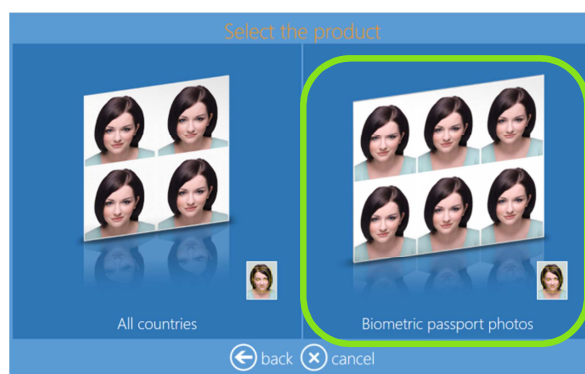 Select the product
All countries
Biometric passport photos
back
cancel